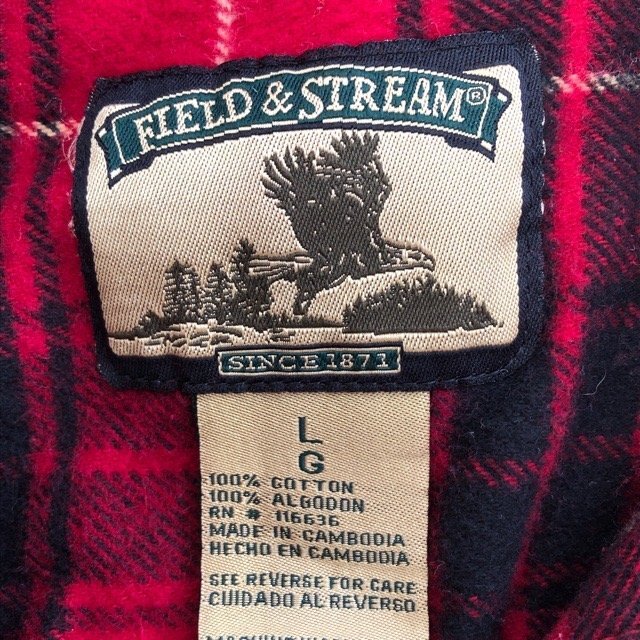 FIELD & STREAM®
SINCE 1871
L
G
100% COTTON
100% ALGODON
RN # 116636
MADE IN CAMBODIA
HECHO EN CAMBODIA
SEE REVERSE FOR CARE
CUIDADO AL REVERSO